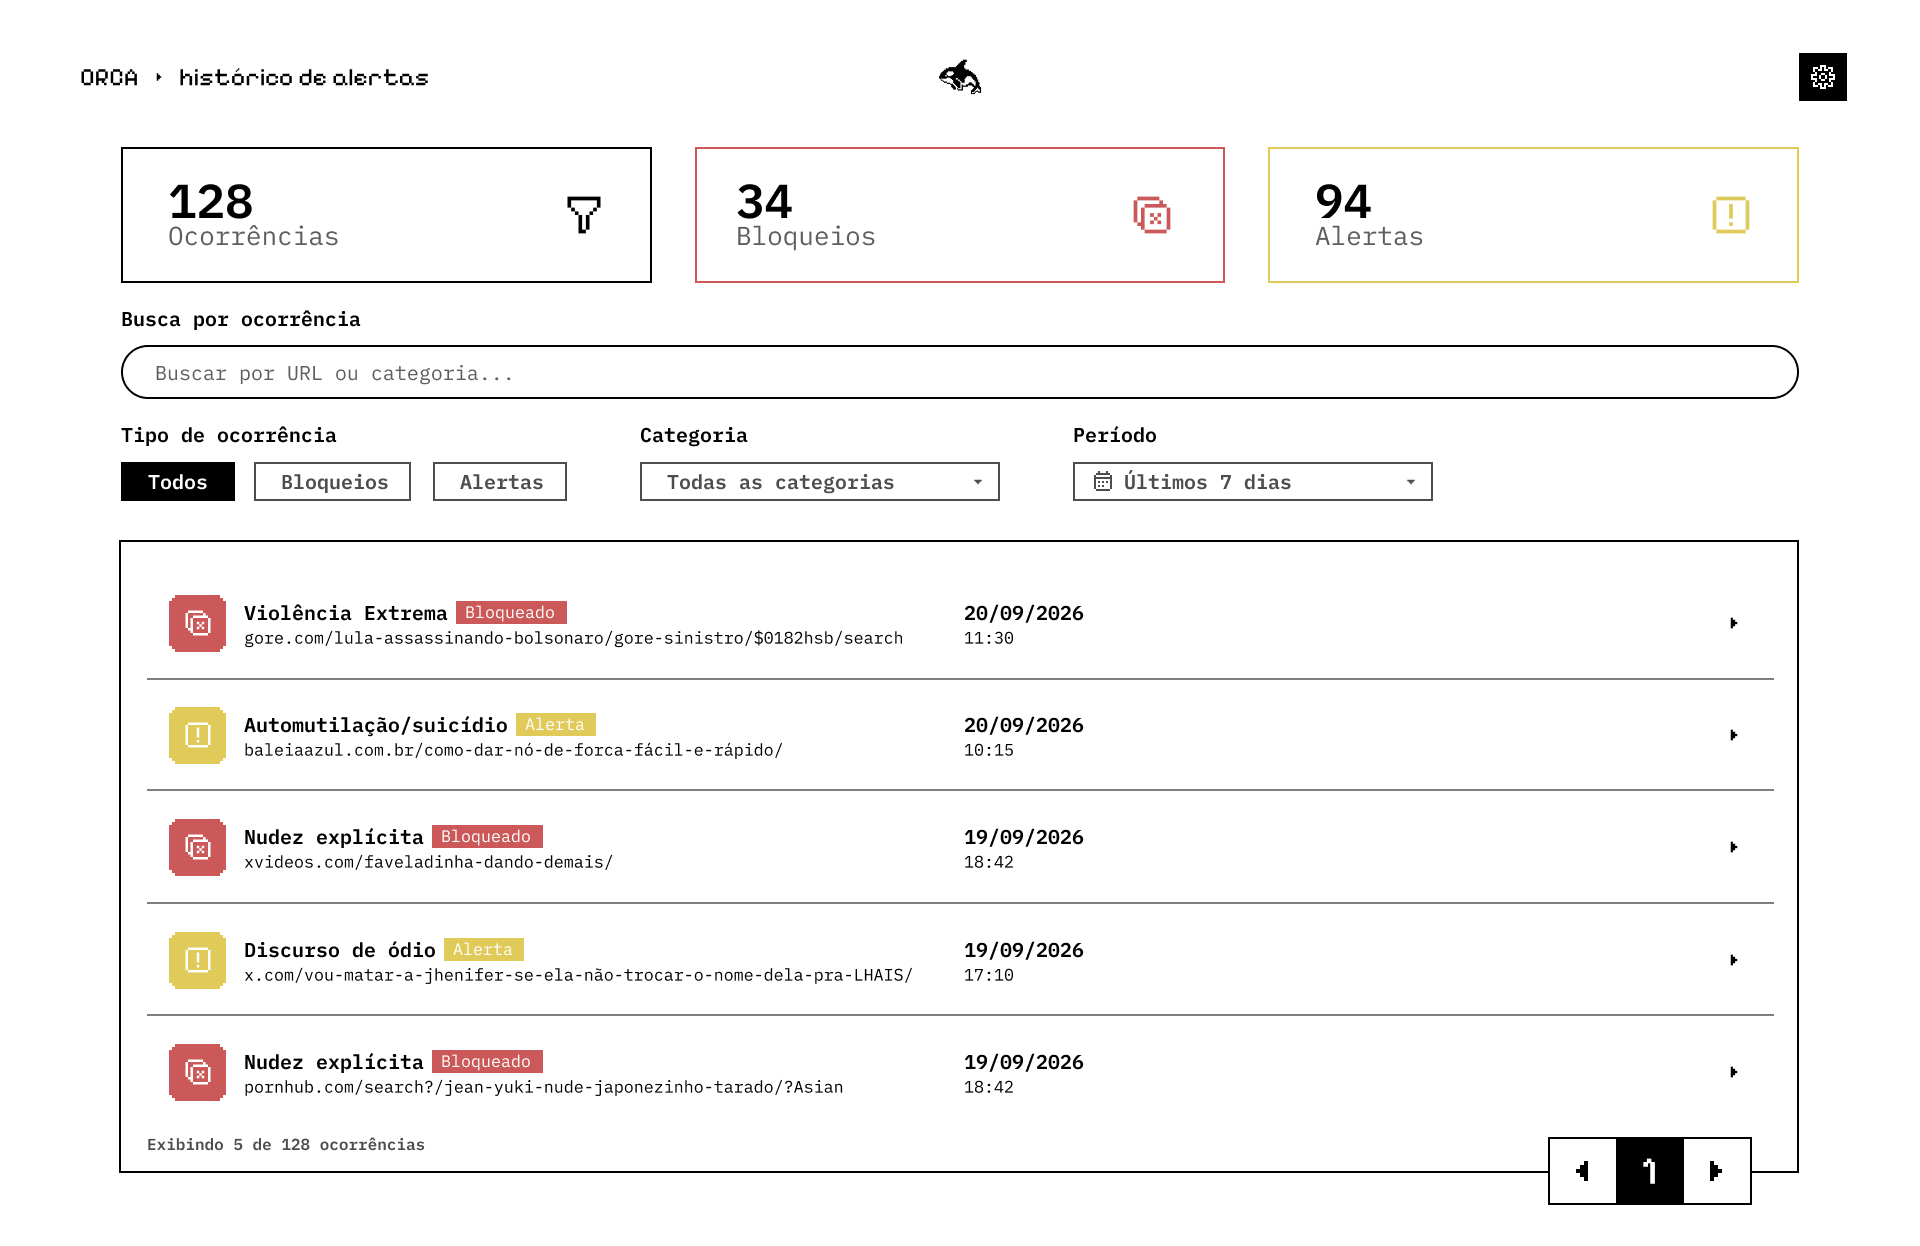 ORCA ‣ histórico de alertas
128
Ocorrências
34
Bloqueios
94
Alertas
Busca por ocorrência
Buscar por URL ou categoria...
Tipo de ocorrência
Categoria
Período
Todos
Bloqueios
Alertas
Todas as categorias
Últimos 7 dias
Violência Extrema Bloqueado
gore.com/lula-assassinando-bolsonaro/gore-sinistro/$0182hsb/search
20/09/2026
11:30
Automutilação/suicídio Alerta
baleiaazul.com.br/como-dar-nó-de-forca-fácil-e-rápido/
20/09/2026
10:15
Nudez explícita Bloqueado
xvideos.com/faveladinha-dando-demais/
19/09/2026
18:42
Discurso de ódio Alerta
x.com/vou-matar-a-jhenifer-se-ela-não-trocar-o-nome-dela-pra-LHAIS/
19/09/2026
17:10
Nudez explícita Bloqueado
pornhub.com/search?/jean-yuki-nude-japonezinho-tarado/?Asian
19/09/2026
18:42
Exibindo 5 de 128 ocorrências
1